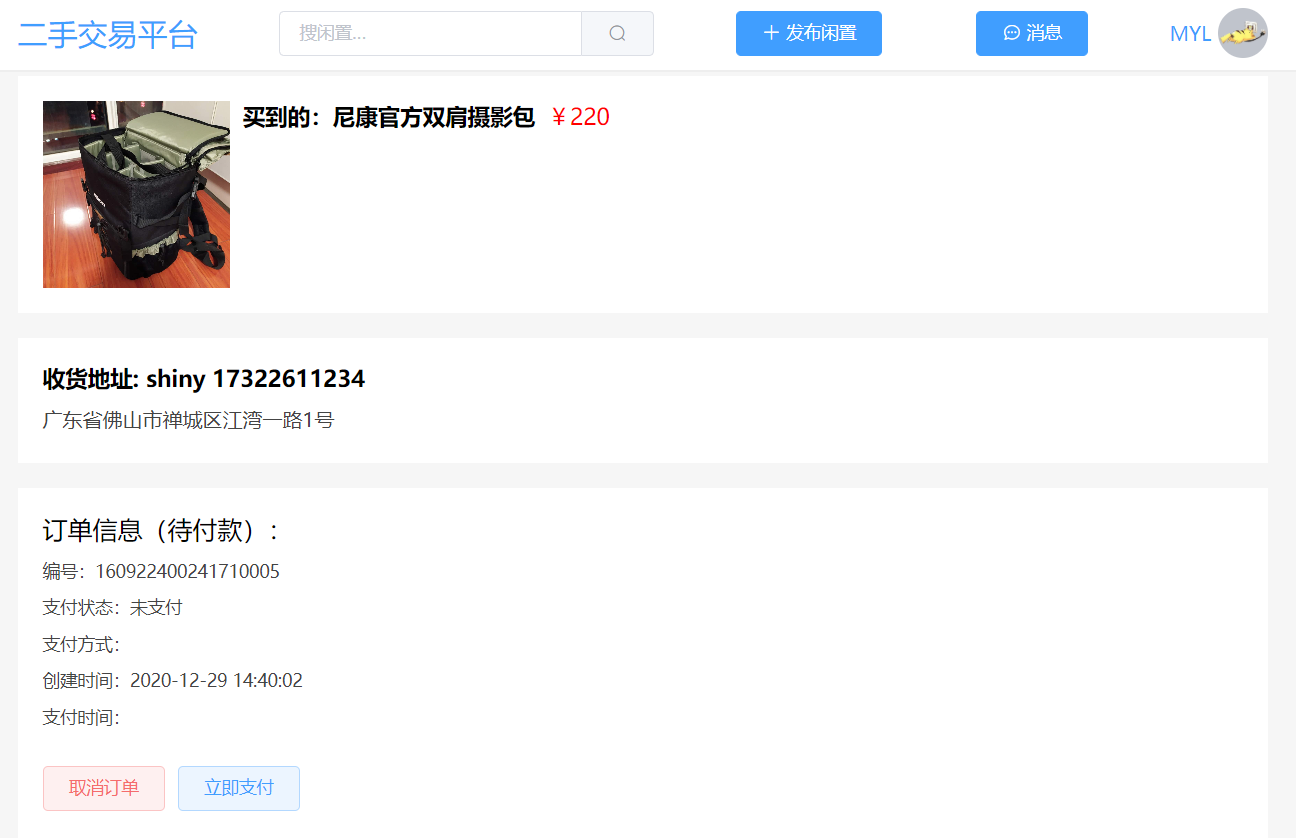 二手交易平台
搜闲置...
发布闲置
消息
MYL
买到的：尼康官方双肩摄影包 ￥220
收货地址: shiny 17322611234
广东省佛山市禅城区江湾一路1号
订单信息（待付款）：
编号：160922400241710005
支付状态：未支付
支付方式：
创建时间：2020-12-29 14:40:02
支付时间：
取消订单
立即支付